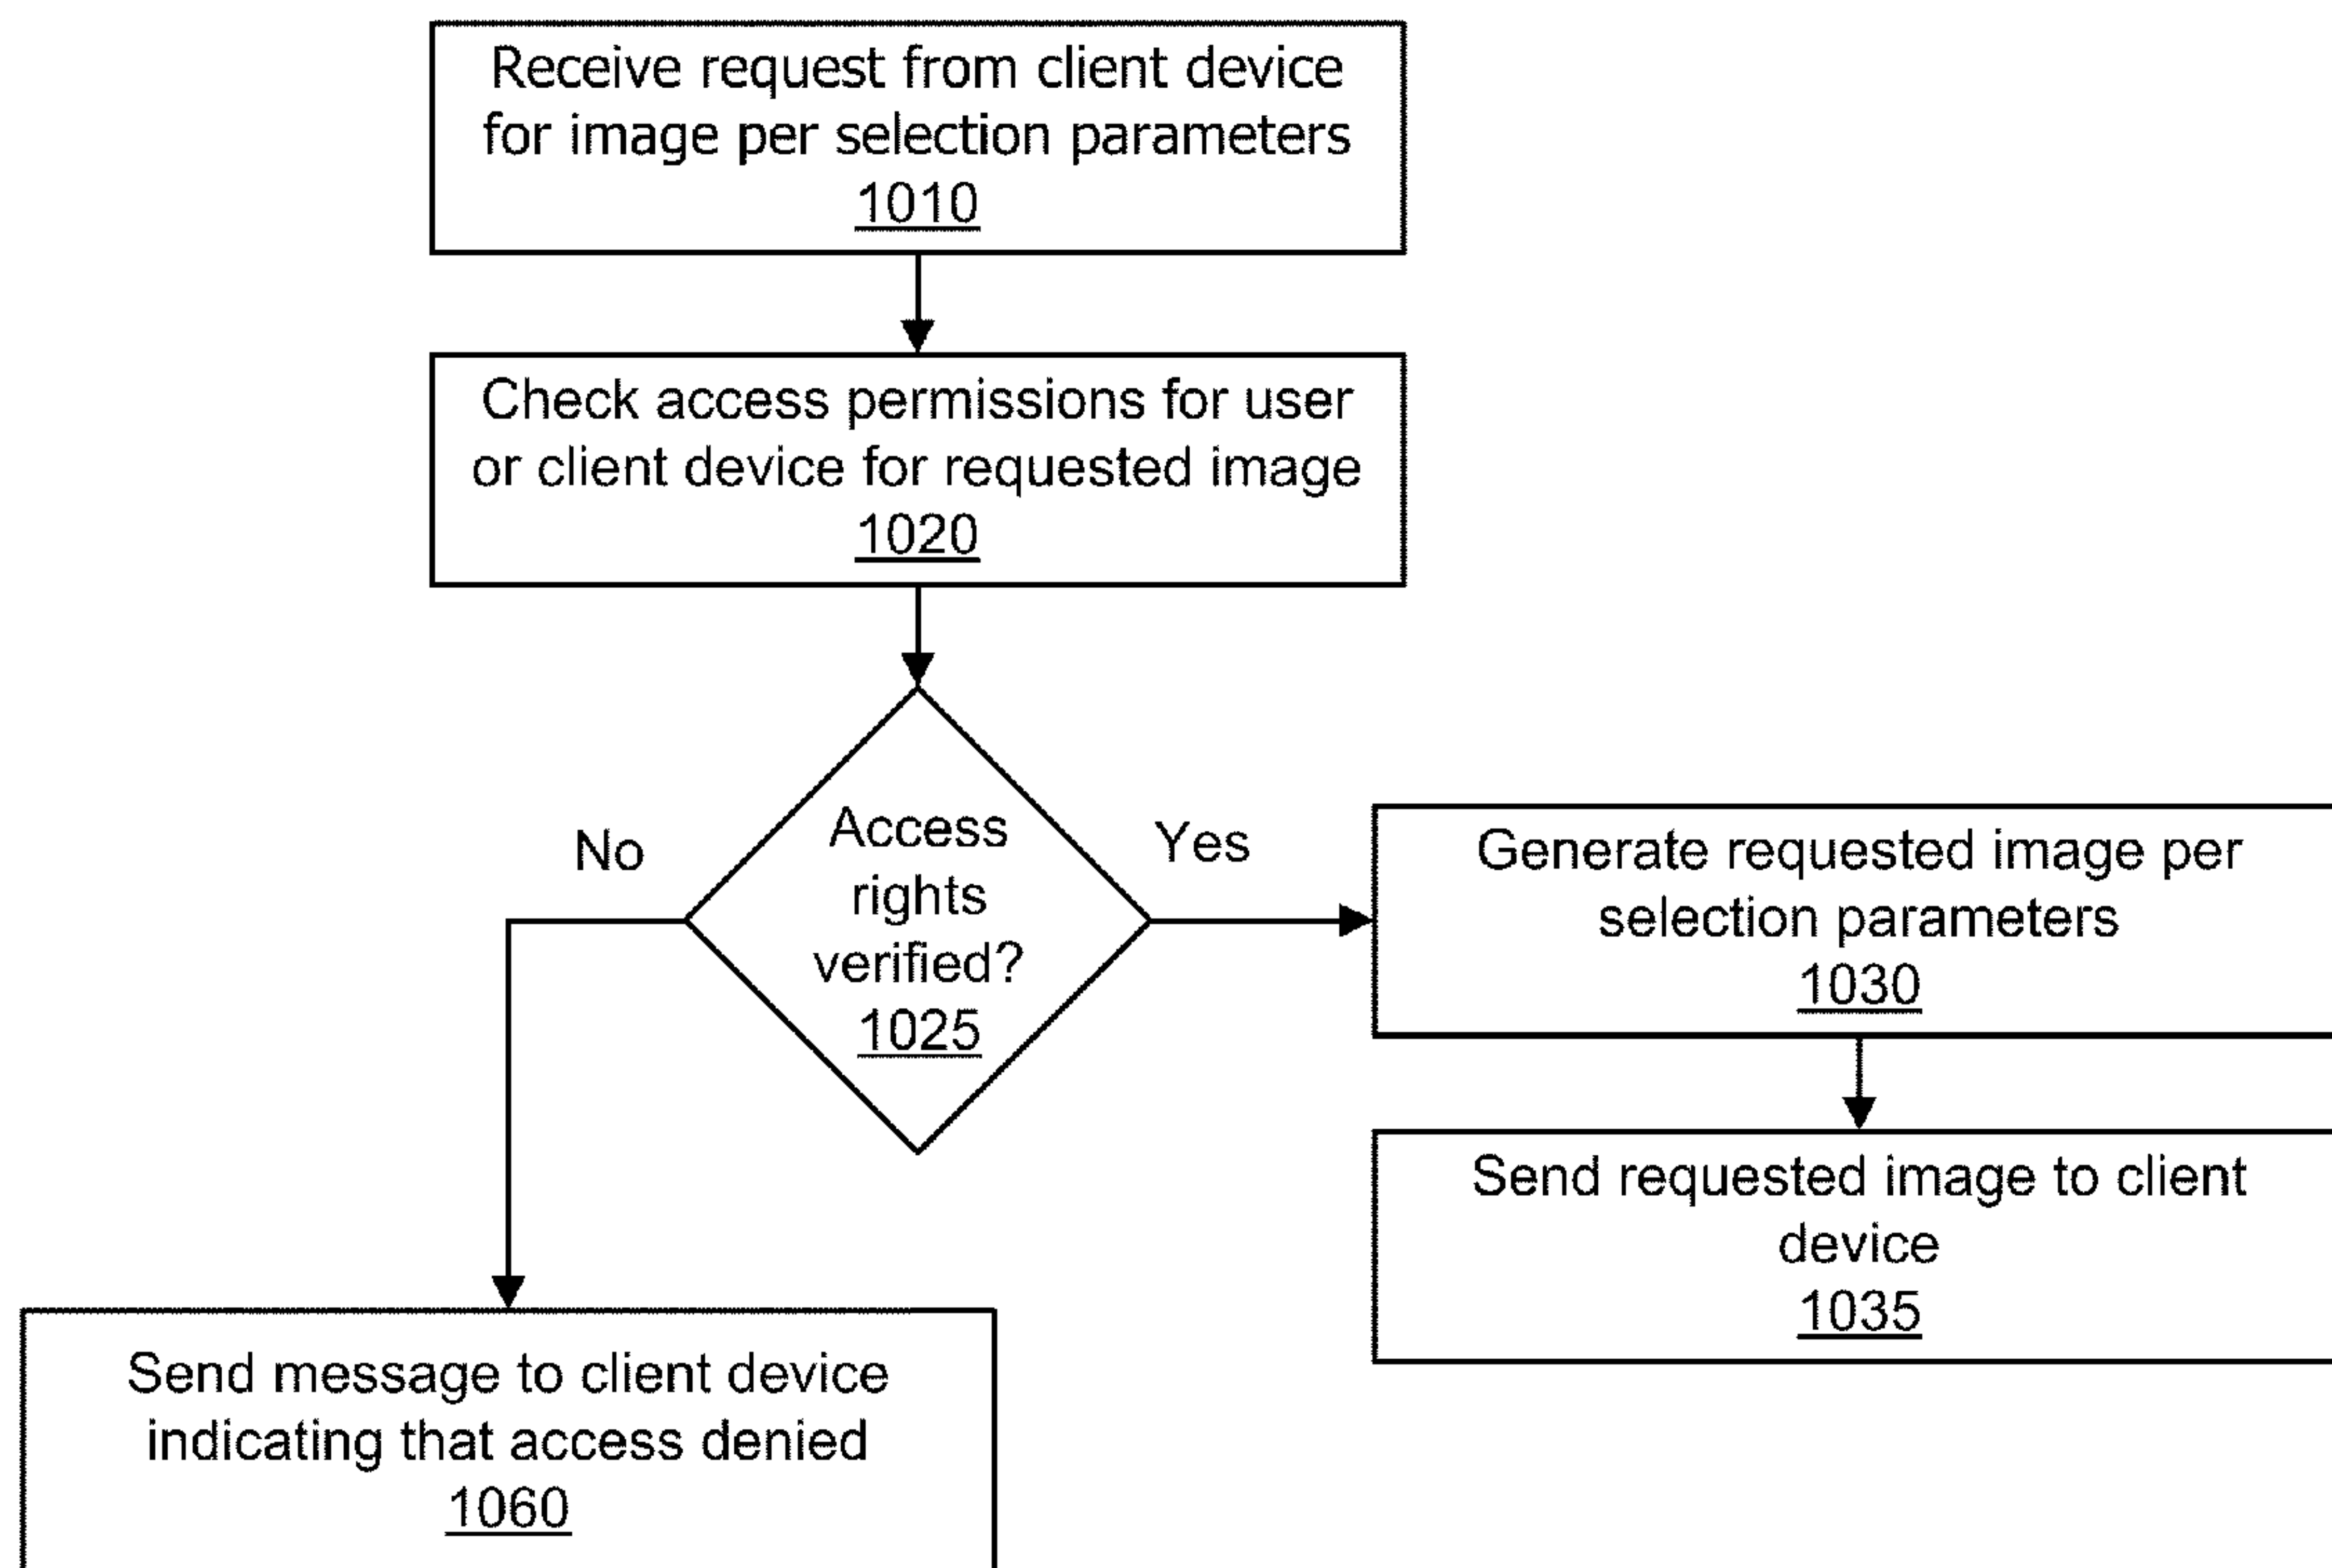 Receive request from client device
for image per selection parameters
1010
Check access permissions for user
or client device for requested image
1020
Access
rights
verified?
1025
No
Yes
Generate requested image per
selection parameters
1030
Send requested image to client
device
1035
Send message to client device
indicating that access denied
1060